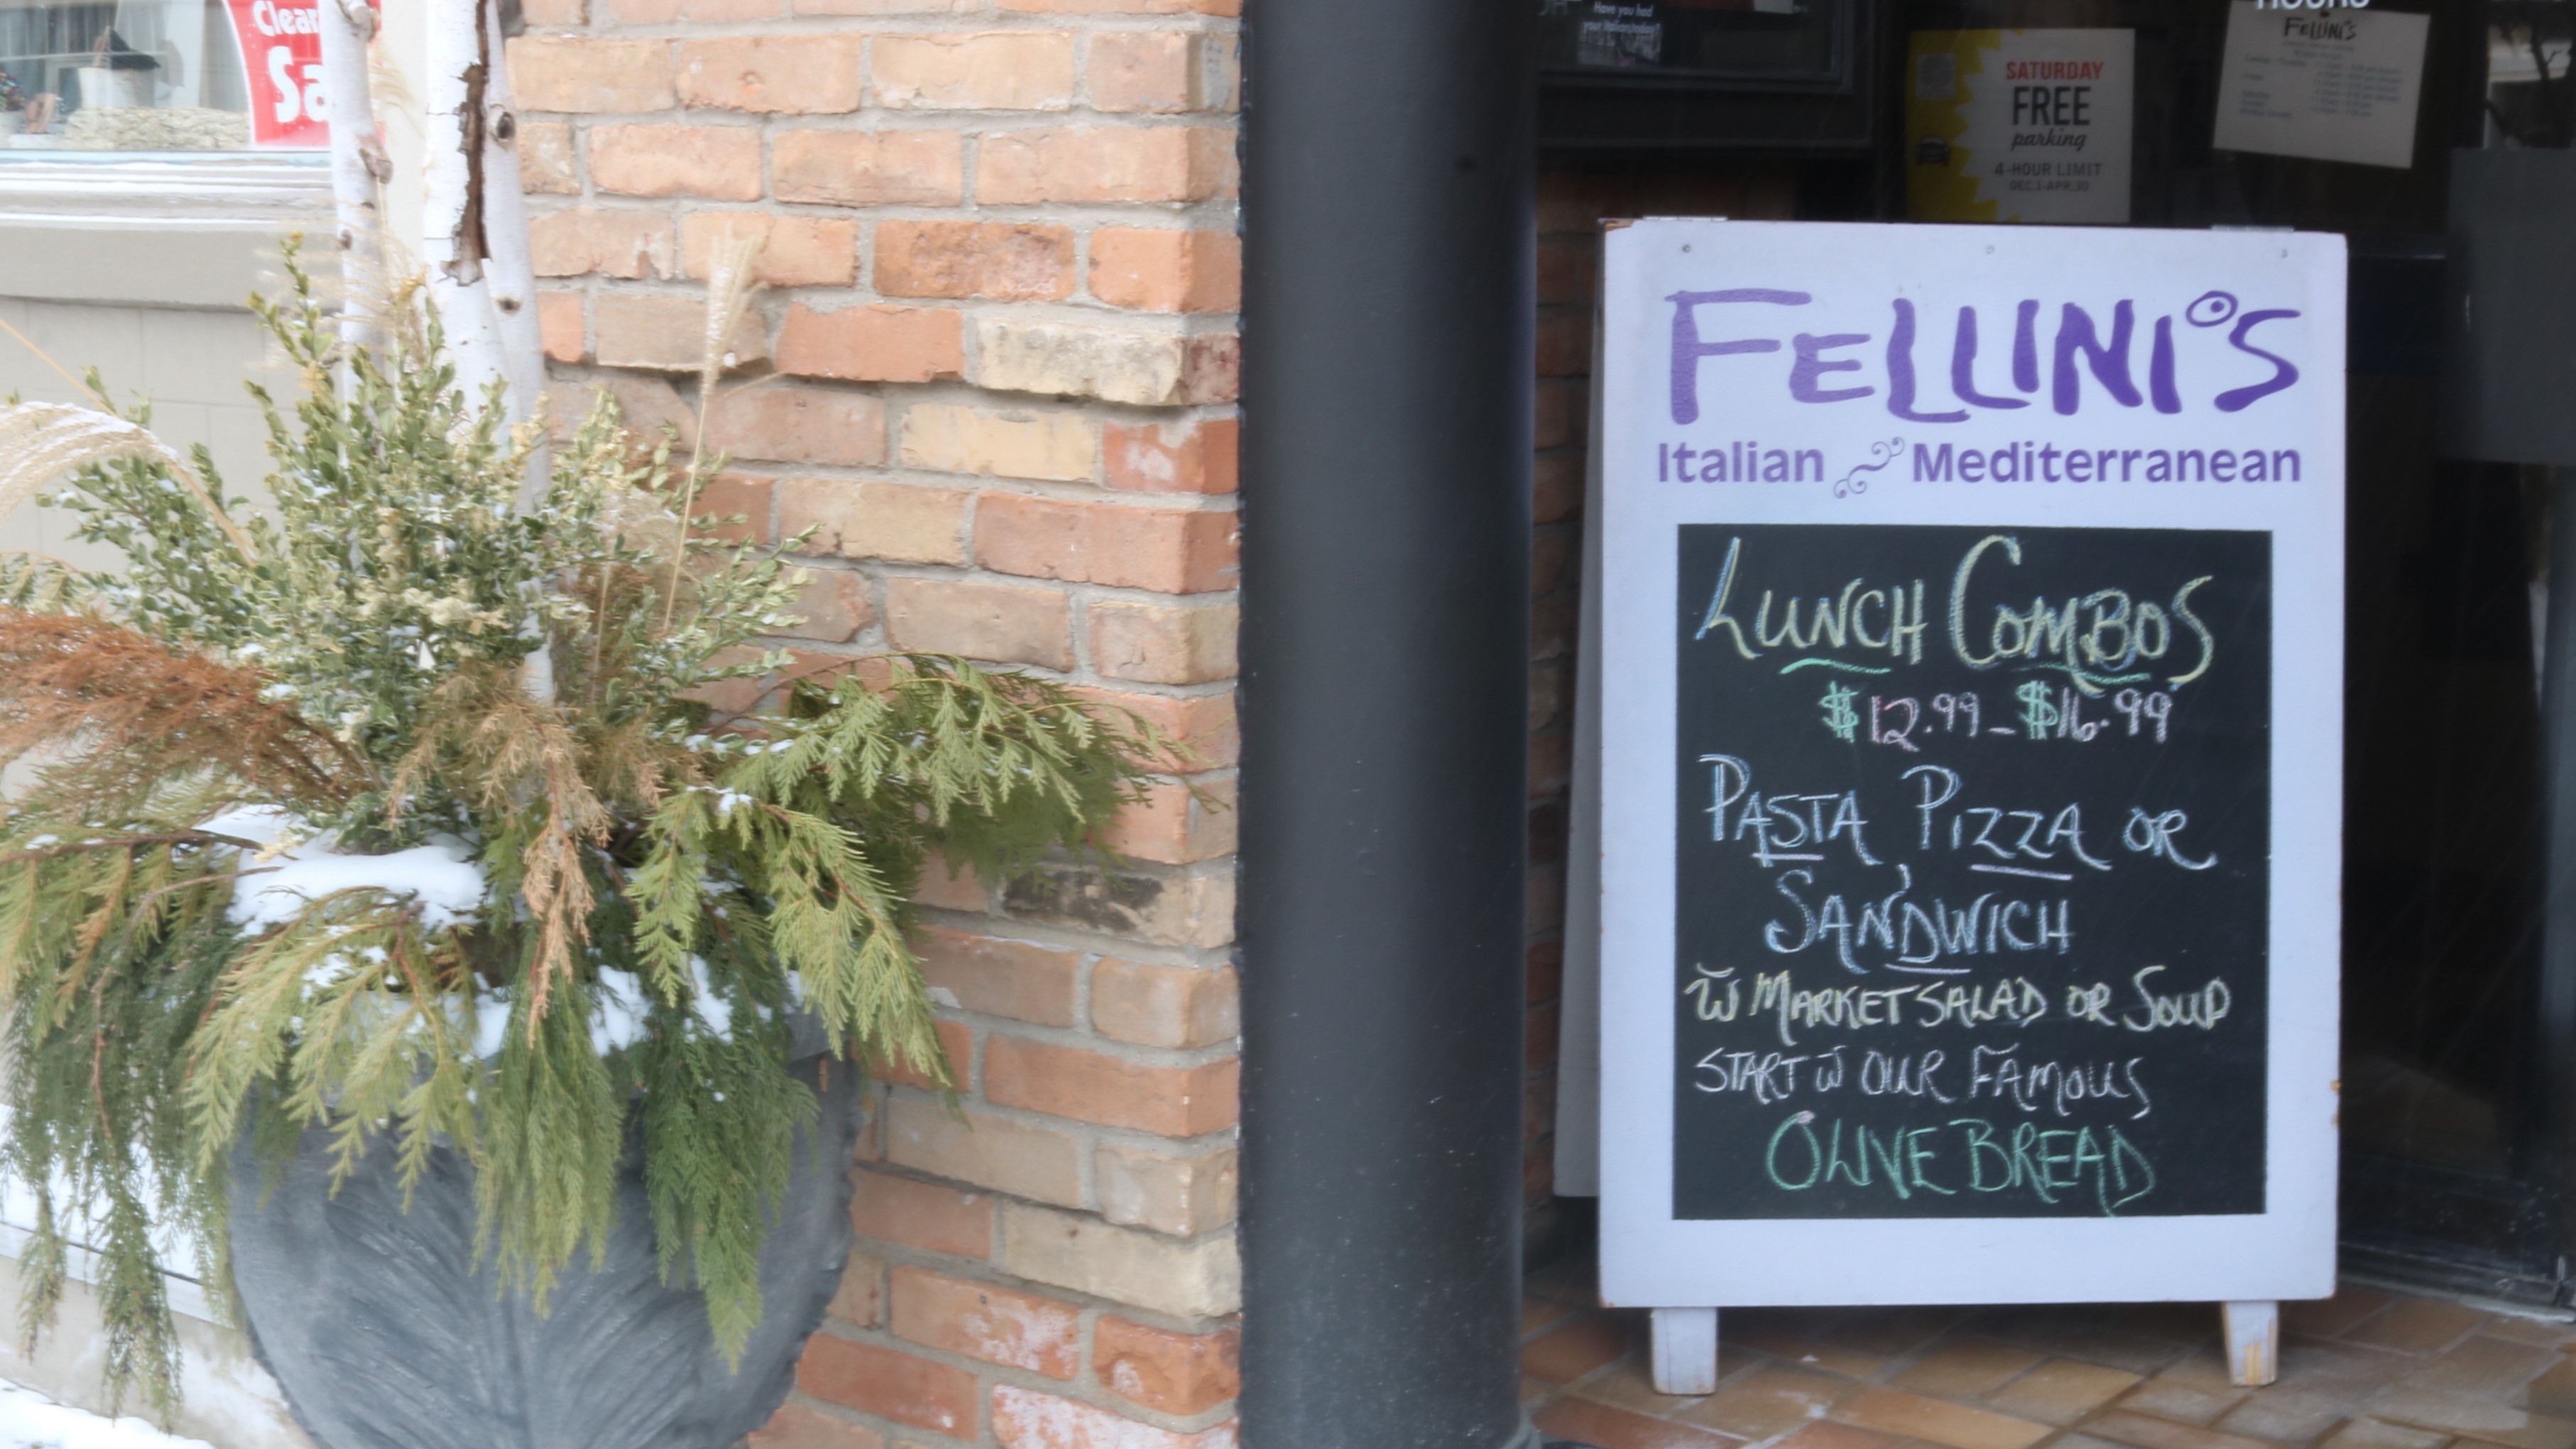 Clear
Sa
Have you had
your Italian today?
SATURDAY
FREE
parking
4-HOUR LIMIT
DEC.1-APR.30
HOURS
FELLINI'S
FELLINI'S
Italian Mediterranean
LUNCH COMBOS
$12.99 - $16.99
PASTA, PIZZA OR
SANDWICH
W̄ MARKET SALAD OR SOUP
START W̄ OUR FAMOUS
OLIVE BREAD